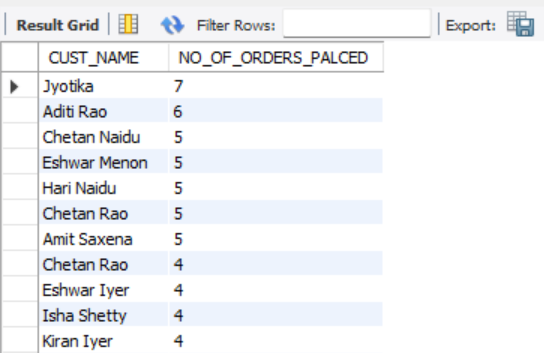 Result Grid Filter Rows: Export:
CUST_NAME NO_OF_ORDERS_PALCED
Jyotika 7
Aditi Rao 6
Chetan Naidu 5
Eshwar Menon 5
Hari Naidu 5
Chetan Rao 5
Amit Saxena 5
Chetan Rao 4
Eshwar Iyer 4
Isha Shetty 4
Kiran Iyer 4